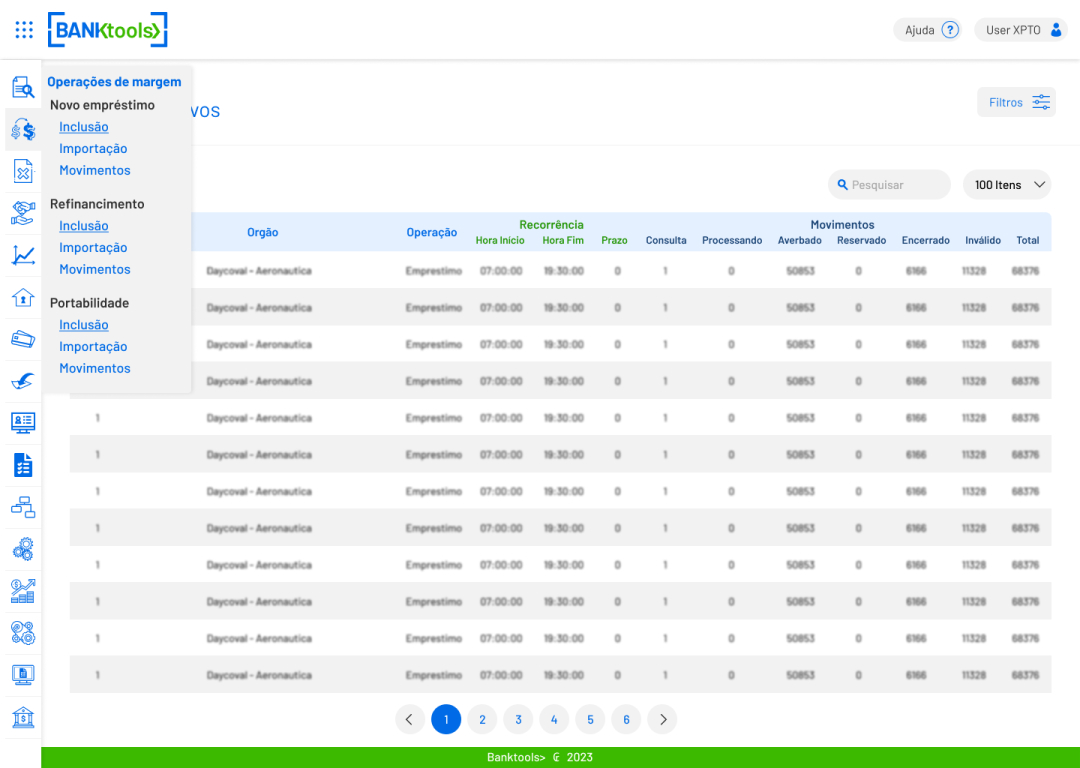 BANKtools>
Ajuda ?
User XPTO
Operações de margem
Novo empréstimo
Inclusão
Importação
Movimentos
Refinancimento
Inclusão
Importação
Movimentos
Portabilidade
Inclusão
Importação
Movimentos
VOS
Filtros
Pesquisar
100 Itens
Recorrência Movimentos
Orgão Operação Hora Início Hora Fim Prazo Consulta Processando Averbado Reservado Encerrado Inválido Total
Daycoval - Aeronautica Emprestimo 07:00:00 19:30:00 0 1 0 50853 0 6166 11328 68376
Daycoval - Aeronautica Emprestimo 07:00:00 19:30:00 0 1 0 50853 0 6166 11328 68376
Daycoval - Aeronautica Emprestimo 07:00:00 19:30:00 0 1 0 50853 0 6166 11328 68376
Daycoval - Aeronautica Emprestimo 07:00:00 19:30:00 0 1 0 50853 0 6166 11328 68376
1 Daycoval - Aeronautica Emprestimo 07:00:00 19:30:00 0 1 0 50853 0 6166 11328 68376
1 Daycoval - Aeronautica Emprestimo 07:00:00 19:30:00 0 1 0 50853 0 6166 11328 68376
1 Daycoval - Aeronautica Emprestimo 07:00:00 19:30:00 0 1 0 50853 0 6166 11328 68376
1 Daycoval - Aeronautica Emprestimo 07:00:00 19:30:00 0 1 0 50853 0 6166 11328 68376
1 Daycoval - Aeronautica Emprestimo 07:00:00 19:30:00 0 1 0 50853 0 6166 11328 68376
1 Daycoval - Aeronautica Emprestimo 07:00:00 19:30:00 0 1 0 50853 0 6166 11328 68376
1 Daycoval - Aeronautica Emprestimo 07:00:00 19:30:00 0 1 0 50853 0 6166 11328 68376
1 Daycoval - Aeronautica Emprestimo 07:00:00 19:30:00 0 1 0 50853 0 6166 11328 68376
1 2 3 4 5 6
Banktools> 2023